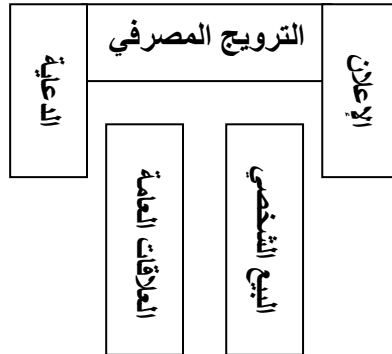 الترويج المصرفي
الإعلان
البيع الشخصي
العلاقات العامة
الدعاية